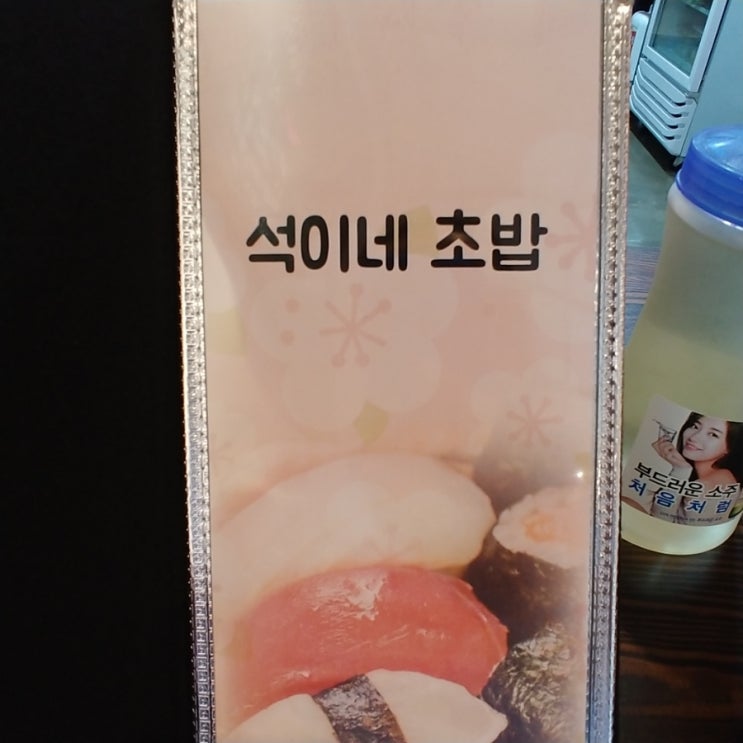 석이네 초밥
부드러운 소주
처음처럼